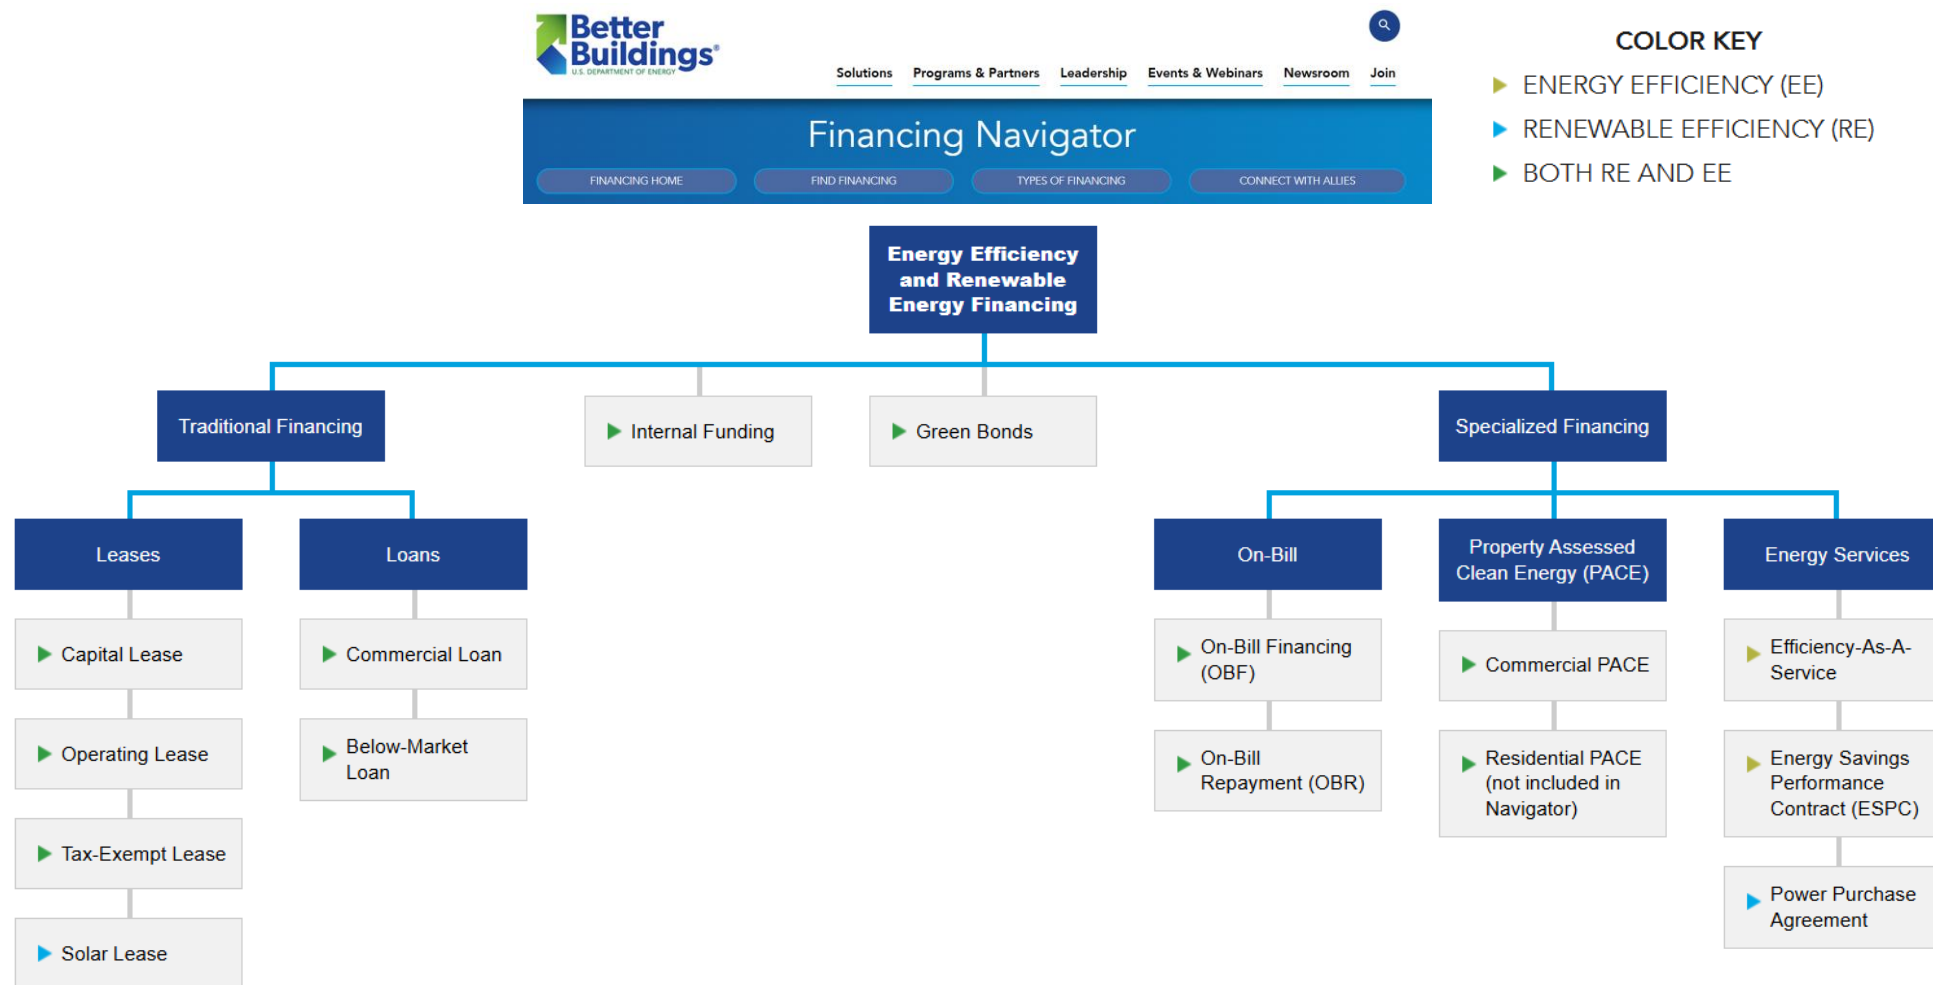 Better
Buildings®
U.S. DEPARTMENT OF ENERGY
Solutions Programs & Partners Leadership Events & Webinars Newsroom Join
Financing Navigator
FINANCING HOME FIND FINANCING TYPES OF FINANCING CONNECT WITH ALLIES
COLOR KEY
ENERGY EFFICIENCY (EE)
RENEWABLE EFFICIENCY (RE)
BOTH RE AND EE
Energy Efficiency
and Renewable
Energy Financing
Traditional Financing
Internal Funding
Green Bonds
Specialized Financing
Leases
Capital Lease
Operating Lease
Tax-Exempt Lease
Solar Lease
Loans
Commercial Loan
Below-Market
Loan
On-Bill
On-Bill Financing
(OBF)
On-Bill
Repayment (OBR)
Property Assessed
Clean Energy (PACE)
Commercial PACE
Residential PACE
(not included in
Navigator)
Energy Services
Efficiency-As-A-
Service
Energy Savings
Performance
Contract (ESPC)
Power Purchase
Agreement